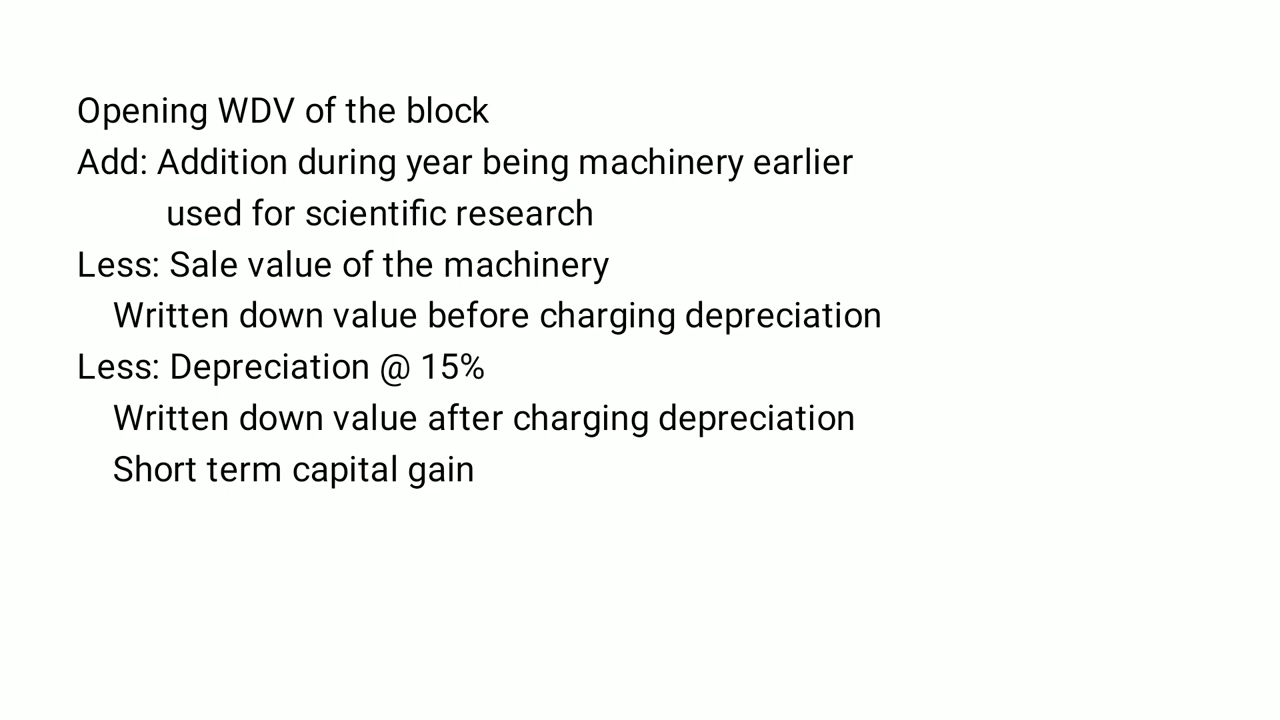 Opening WDV of the block
Add: Addition during year being machinery earlier
used for scientific research
Less: Sale value of the machinery
Written down value before charging depreciation
Less: Depreciation @ 15%
Written down value after charging depreciation
Short term capital gain